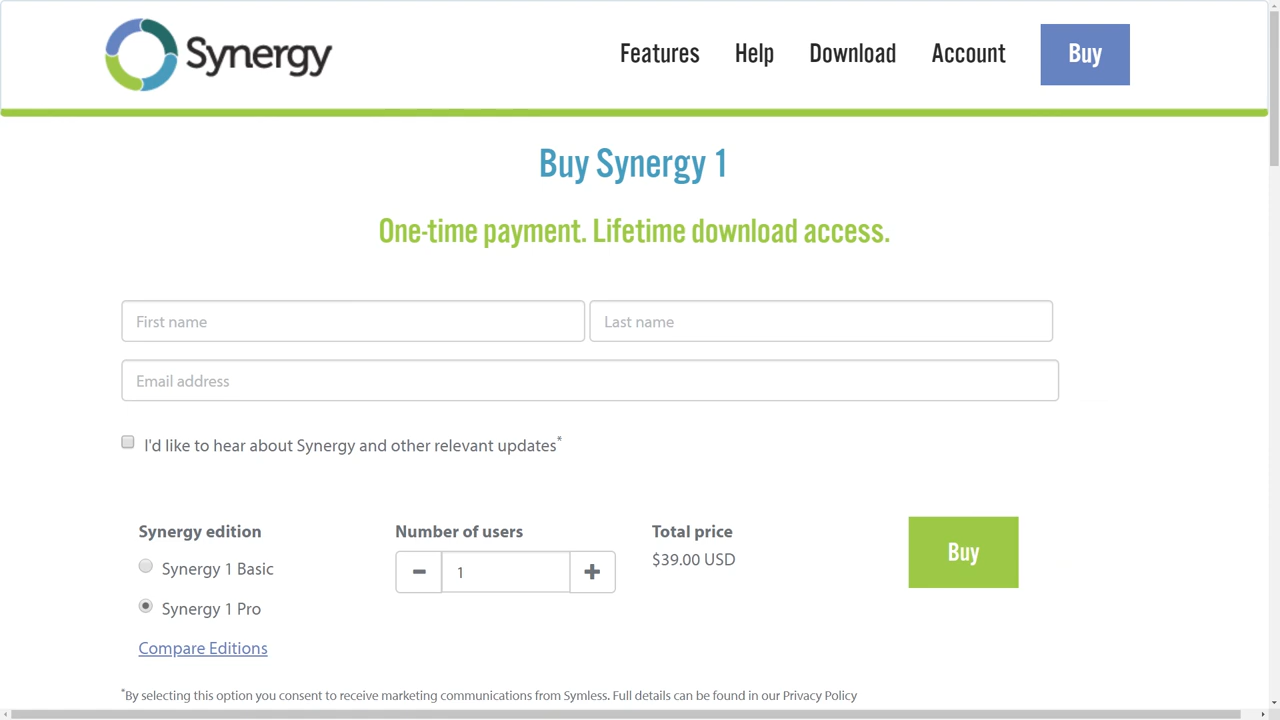 Synergy
Features Help Download Account Buy
Buy Synergy 1
One-time payment. Lifetime download access.
First name Last name
Email address
I'd like to hear about Synergy and other relevant updates*
Synergy edition Number of users Total price
Synergy 1 Basic 1 $39.00 USD Buy
Synergy 1 Pro
Compare Editions
*By selecting this option you consent to receive marketing communications from Symless. Full details can be found in our Privacy Policy